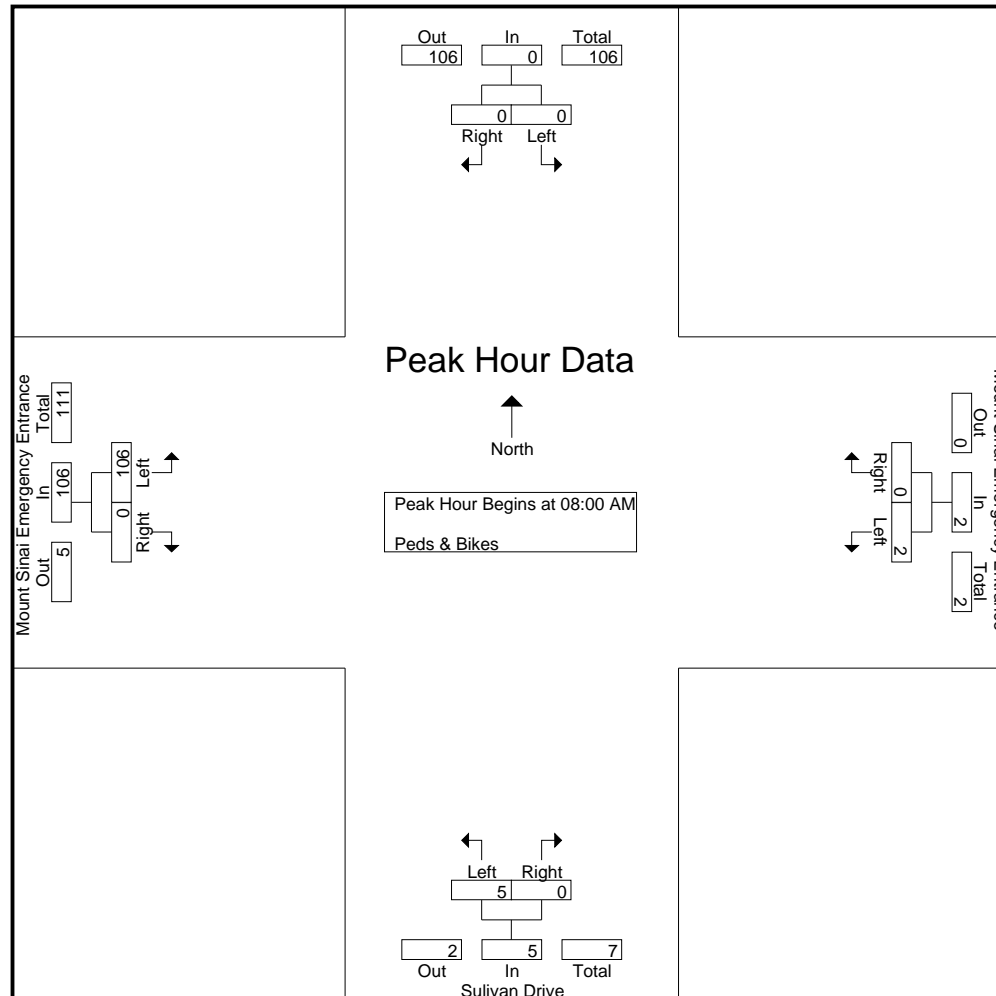 Out In Total
106 0 106
0 0
Right Left
Peak Hour Data
North
Peak Hour Begins at 08:00 AM
Peds & Bikes
Mount Sinai Emergency Entrance
Total In Out
111 106 5
106 0
Left Right
Out In Total
0 2 2
0 2
Right Left
Left Right
5 0
2 5 7
Out In Total
Sulivan Drive